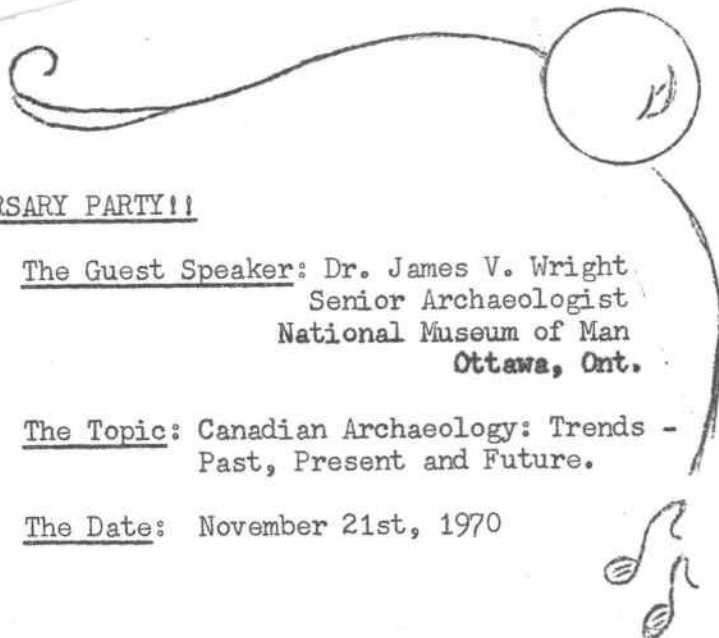 RSARY PARTY!!
The Guest Speaker: Dr. James V. Wright
Senior Archaeologist
National Museum of Man
Ottawa, Ont.
The Topic: Canadian Archaeology: Trends -
Past, Present and Future.
The Date: November 21st, 1970